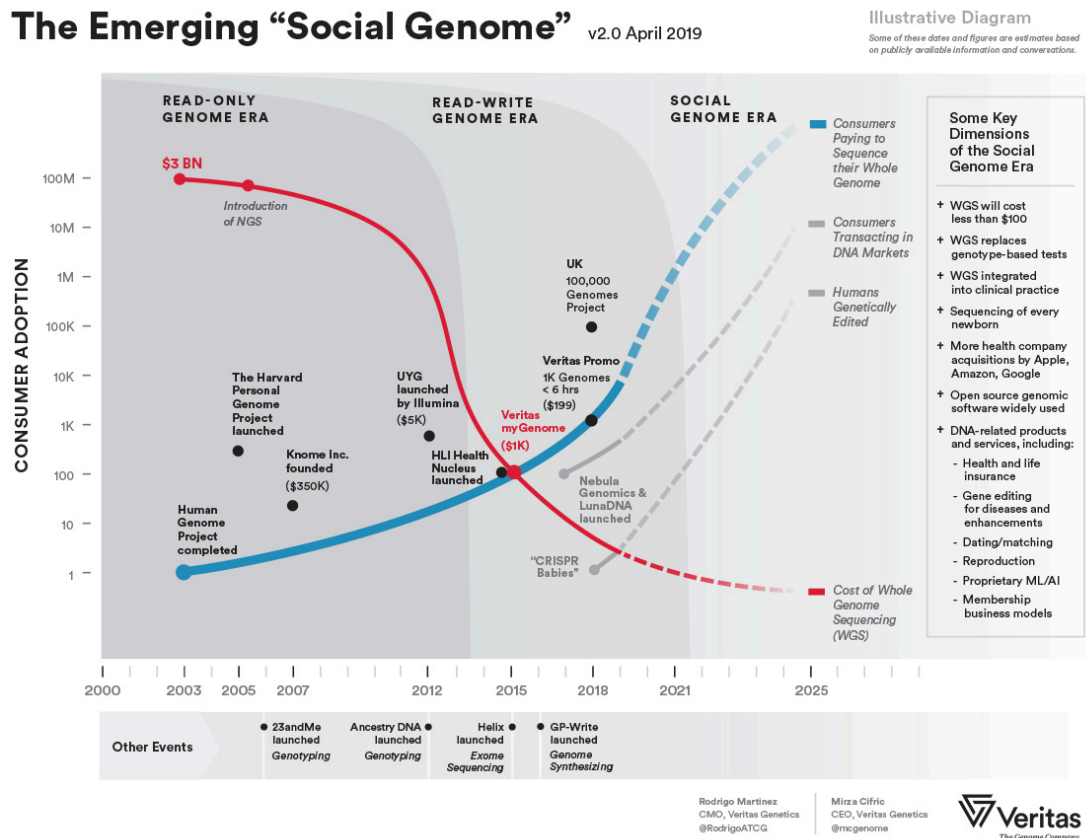 The Emerging “Social Genome” v2.0 April 2019
Illustrative Diagram
Some of these dates and figures are estimates based
on publicly available information and conversations.
READ-ONLY
GENOME ERA
READ-WRITE
GENOME ERA
SOCIAL
GENOME ERA
CONSUMER ADOPTION
100M
10M
1M
100K
10K
1K
100
10
1
$3 BN
Introduction
of NGS
The Harvard
Personal
Genome
Project
launched
Knome Inc.
founded
($350K)
Human
Genome
Project
completed
UYG
launched
by Illumina
($5K)
HLI Health
Nucleus
launched
Veritas
myGenome
($1K)
UK
100,000
Genomes
Project
Veritas Promo
1K Genomes
< 6 hrs
($199)
Nebula
Genomics &
LunaDNA
launched
“CRISPR
Babies”
Consumers
Paying to
Sequence
their Whole
Genome
Consumers
Transacting in
DNA Markets
Humans
Genetically
Edited
Cost of Whole
Genome
Sequencing
(WGS)
Some Key
Dimensions
of the Social
Genome Era
+ WGS will cost
less than $100
+ WGS replaces
genotype-based tests
+ WGS integrated
into clinical practice
+ Sequencing of every
newborn
+ More health company
acquisitions by Apple,
Amazon, Google
+ Open source genomic
software widely used
+ DNA-related products
and services, including:
- Health and life
insurance
- Gene editing
for diseases and
enhancements
- Dating/matching
- Reproduction
- Proprietary ML/AI
- Membership
business models
2000
2003
2005
2007
2012
2015
2018
2021
2025
Other Events
23andMe
launched
Genotyping
Ancestry DNA
launched
Genotyping
Helix
launched
Exome
Sequencing
GP-Write
launched
Genome
Synthesizing
Rodrigo Martinez
CMO, Veritas Genetics
@RodrigoATCG
Mirza Cifric
CEO, Veritas Genetics
@mcgenome
Veritas
The Genome Company